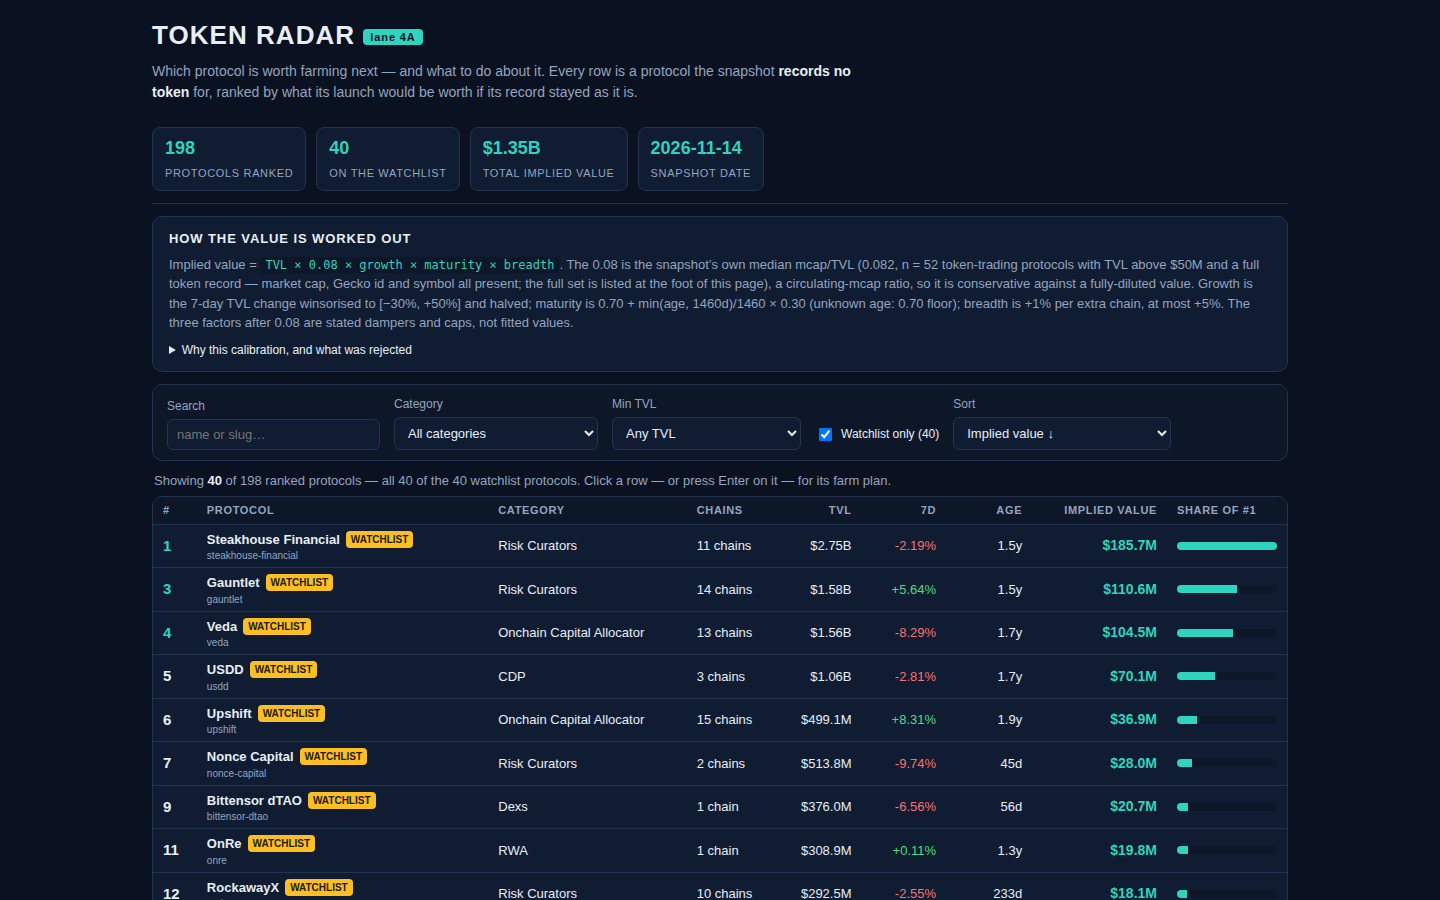 TOKEN RADAR lane 4A
Which protocol is worth farming next — and what to do about it. Every row is a protocol the snapshot records no
token for, ranked by what its launch would be worth if its record stayed as it is.
198
PROTOCOLS RANKED
40
ON THE WATCHLIST
$1.35B
TOTAL IMPLIED VALUE
2026-11-14
SNAPSHOT DATE
HOW THE VALUE IS WORKED OUT
Implied value = TVL × 0.08 × growth × maturity × breadth . The 0.08 is the snapshot's own median mcap/TVL (0.082, n = 52 token-trading protocols with TVL above $50M and a full
token record — market cap, Gecko id and symbol all present; the full set is listed at the foot of this page), a circulating-mcap ratio, so it is conservative against a fully-diluted value. Growth is
the 7-day TVL change winsorised to [−30%, +50%] and halved; maturity is 0.70 + min(age, 1460d)/1460 × 0.30 (unknown age: 0.70 floor); breadth is +1% per extra chain, at most +5%. The
three factors after 0.08 are stated dampers and caps, not fitted values.
▶ Why this calibration, and what was rejected
Search
name or slug…
Category
All categories
Min TVL
Any TVL
Watchlist only (40)
Sort
Implied value ↓
Showing 40 of 198 ranked protocols — all 40 of the 40 watchlist protocols. Click a row — or press Enter on it — for its farm plan.
# PROTOCOL CATEGORY CHAINS TVL 7D AGE IMPLIED VALUE SHARE OF #1
1 Steakhouse Financial WATCHLIST Risk Curators 11 chains $2.75B -2.19% 1.5y $185.7M
steakhouse-financial
3 Gauntlet WATCHLIST Risk Curators 14 chains $1.58B +5.64% 1.5y $110.6M
gauntlet
4 Veda WATCHLIST Onchain Capital Allocator 13 chains $1.56B -8.29% 1.7y $104.5M
veda
5 USDD WATCHLIST CDP 3 chains $1.06B -2.81% 1.7y $70.1M
usdd
6 Upshift WATCHLIST Onchain Capital Allocator 15 chains $499.1M +8.31% 1.9y $36.9M
upshift
7 Nonce Capital WATCHLIST Risk Curators 2 chains $513.8M -9.74% 45d $28.0M
nonce-capital
9 Bittensor dTAO WATCHLIST Dexs 1 chain $376.0M -6.56% 56d $20.7M
bittensor-dtao
11 OnRe WATCHLIST RWA 1 chain $308.9M +0.11% 1.3y $19.8M
onre
12 RockawayX WATCHLIST Risk Curators 10 chains $292.5M -2.55% 233d $18.1M